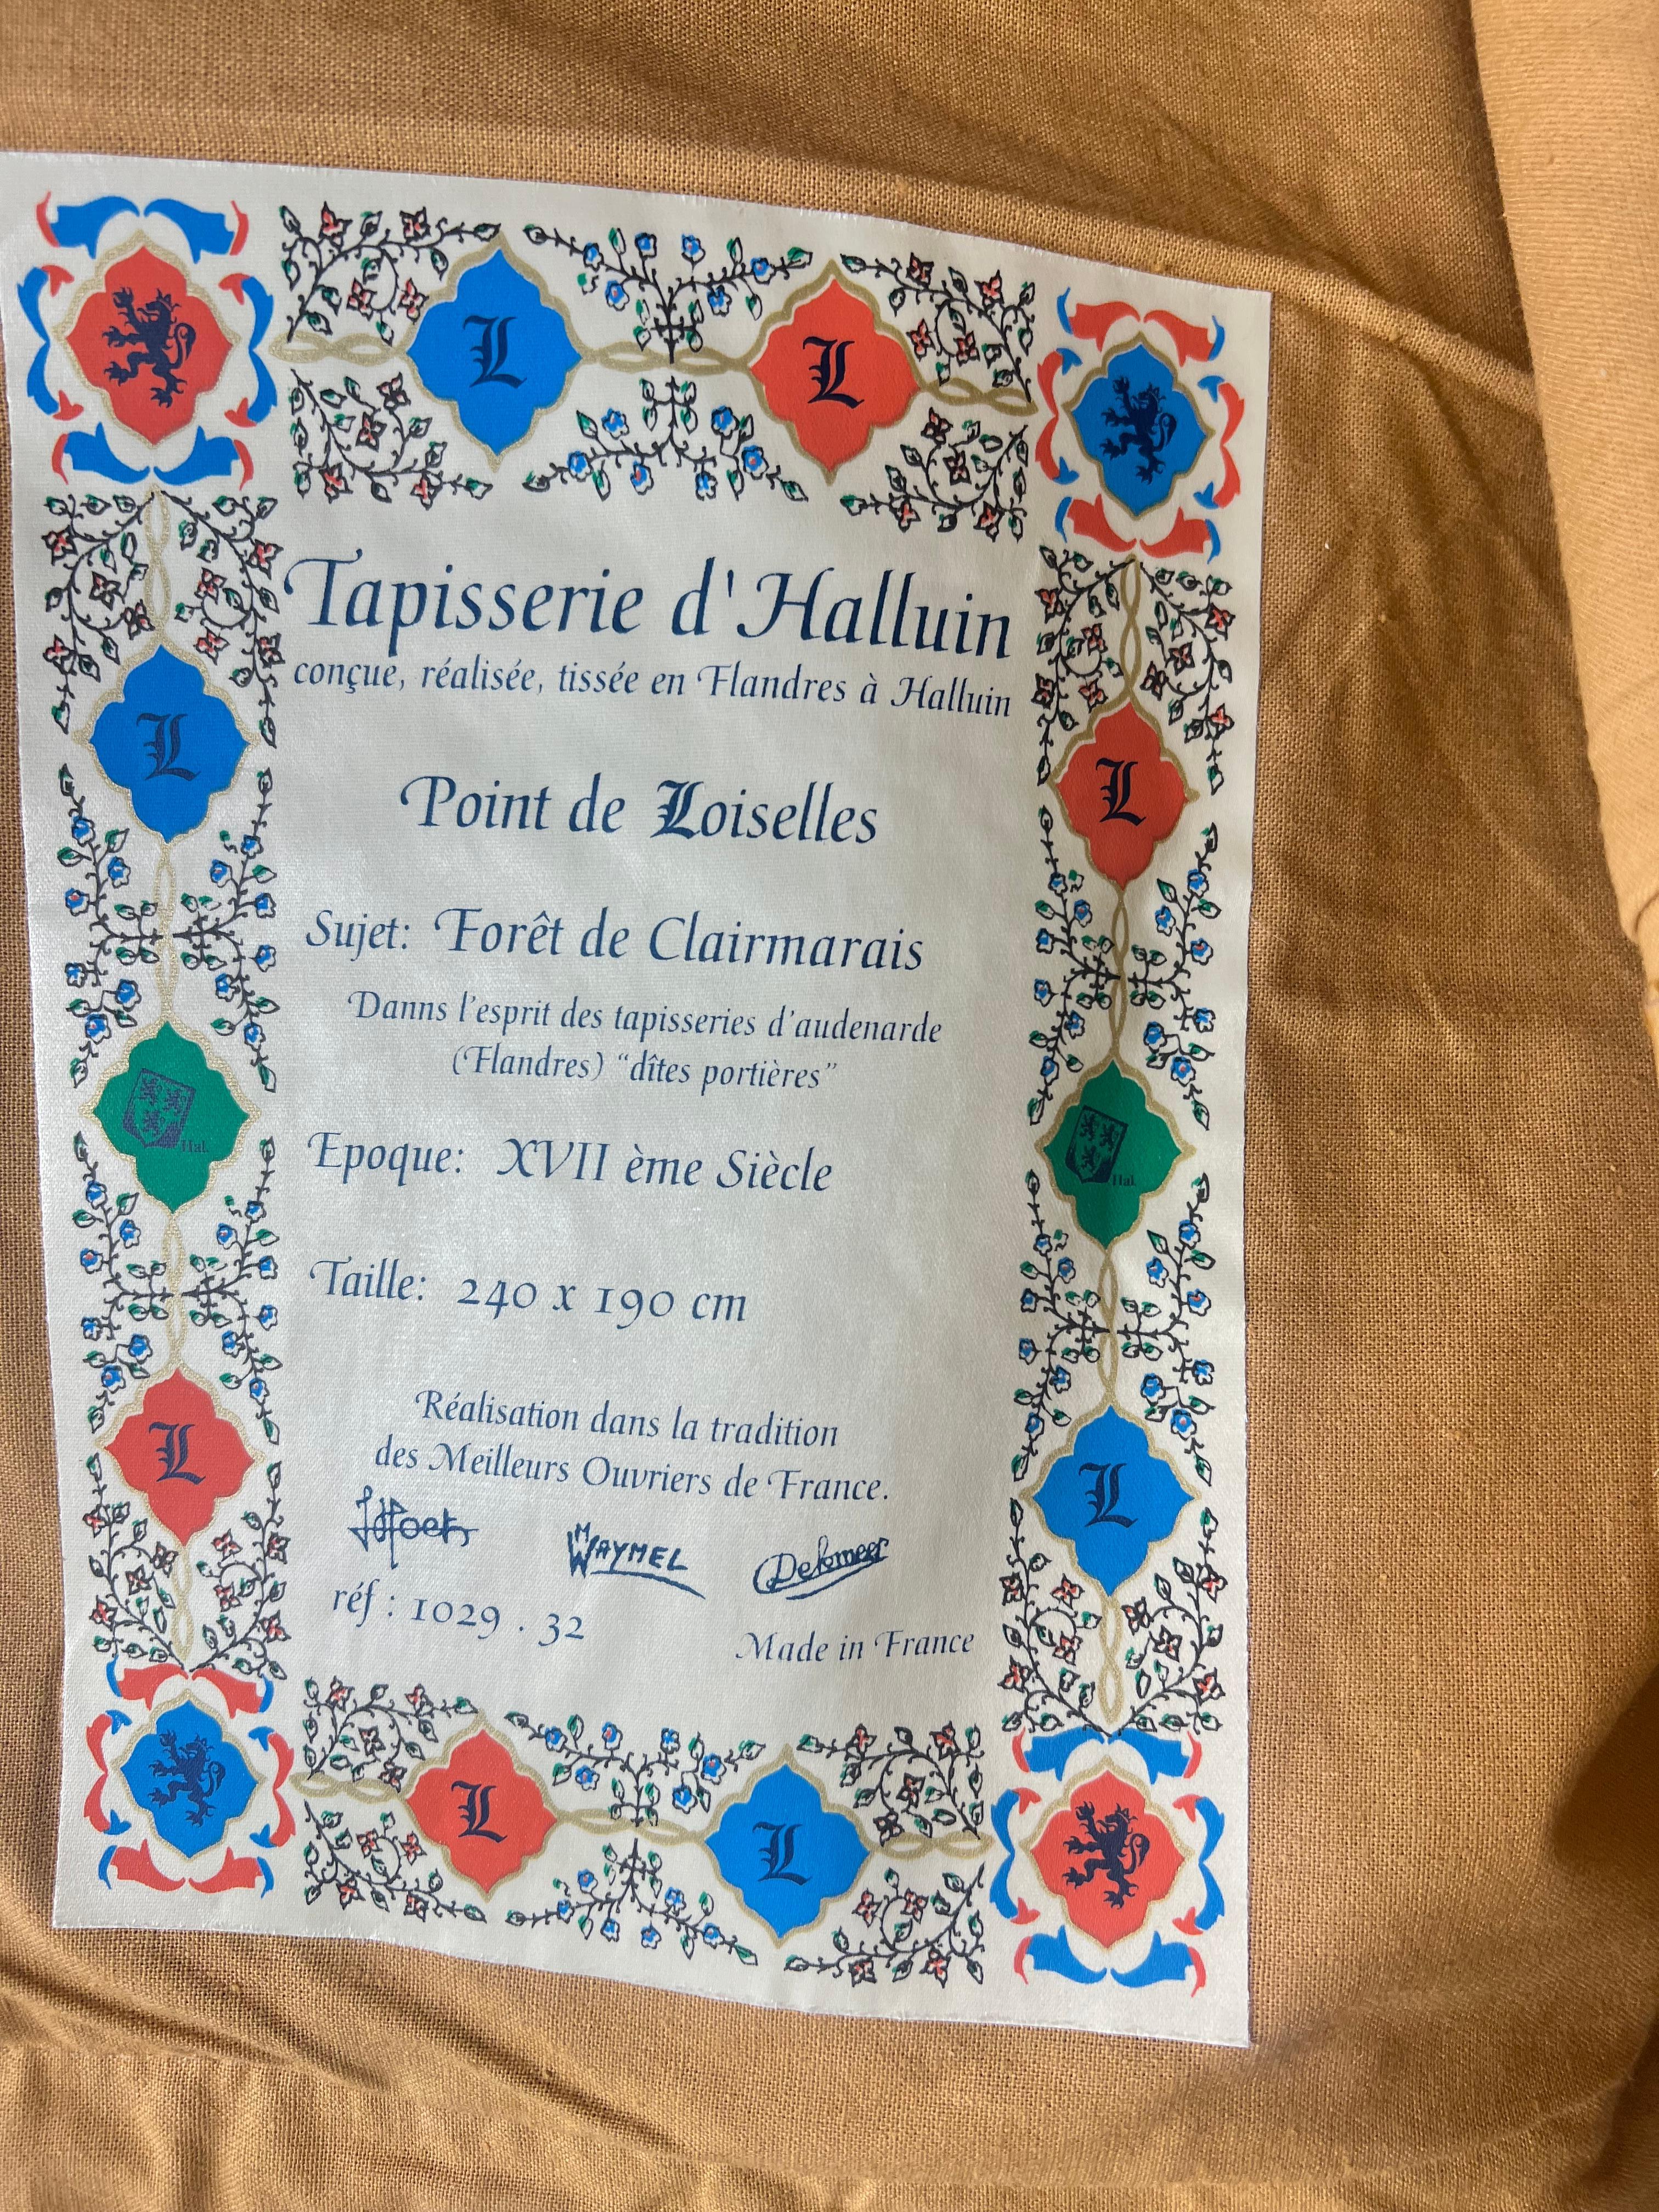 L L
Tapisserie d'Halluin
conçue, réalisée, tissée en Flandres à Halluin
L L
Point de Loiselles
Sujet: Forêt de Clairmarais
Danns l'esprit des tapisseries d'audenarde
(Flandres) "dîtes portières"
Hal. Hal.
Epoque: XVII ème Siècle
Taille: 240 x 190 cm
L L
Réalisation dans la tradition
des Meilleurs Ouvriers de France.
M WAYMEL
réf : 1029 . 32
Made in France
L L